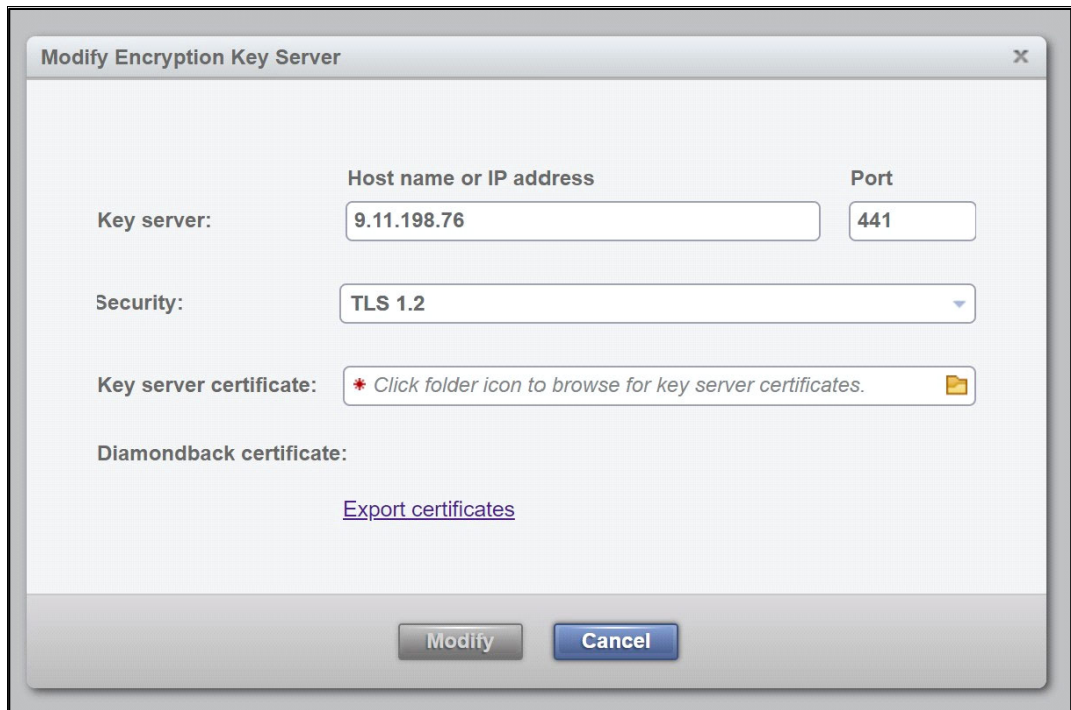 Modify Encryption Key Server
Host name or IP address Port
Key server: 9.11.198.76 441
Security: TLS 1.2
Key server certificate: * Click folder icon to browse for key server certificates.
Diamondback certificate:
Export certificates
Modify Cancel